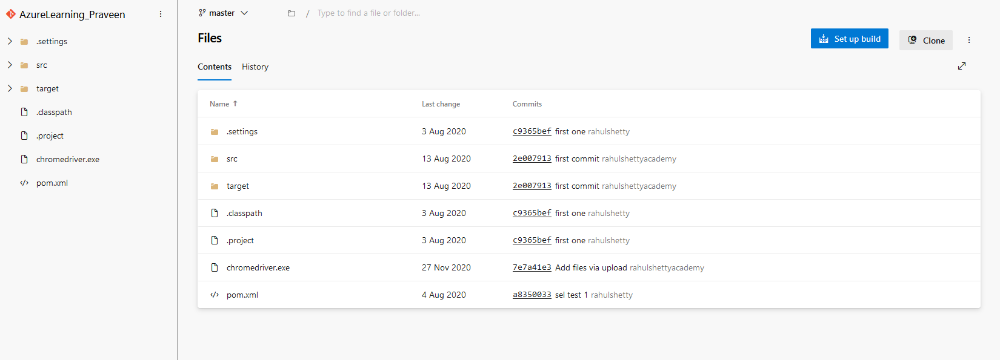 AzureLearning_Praveen
.settings
src
target
.classpath
.project
chromedriver.exe
pom.xml
master / Type to find a file or folder...
Files
Set up build Clone
Contents History
Name Last change Commits
.settings 3 Aug 2020 c9365bef first one rahulshetty
src 13 Aug 2020 2e007913 first commit rahulshettyacademy
target 13 Aug 2020 2e007913 first commit rahulshettyacademy
.classpath 3 Aug 2020 c9365bef first one rahulshetty
.project 3 Aug 2020 c9365bef first one rahulshetty
chromedriver.exe 27 Nov 2020 7e7a41e3 Add files via upload rahulshettyacademy
pom.xml 4 Aug 2020 a8350033 sel test 1 rahulshetty